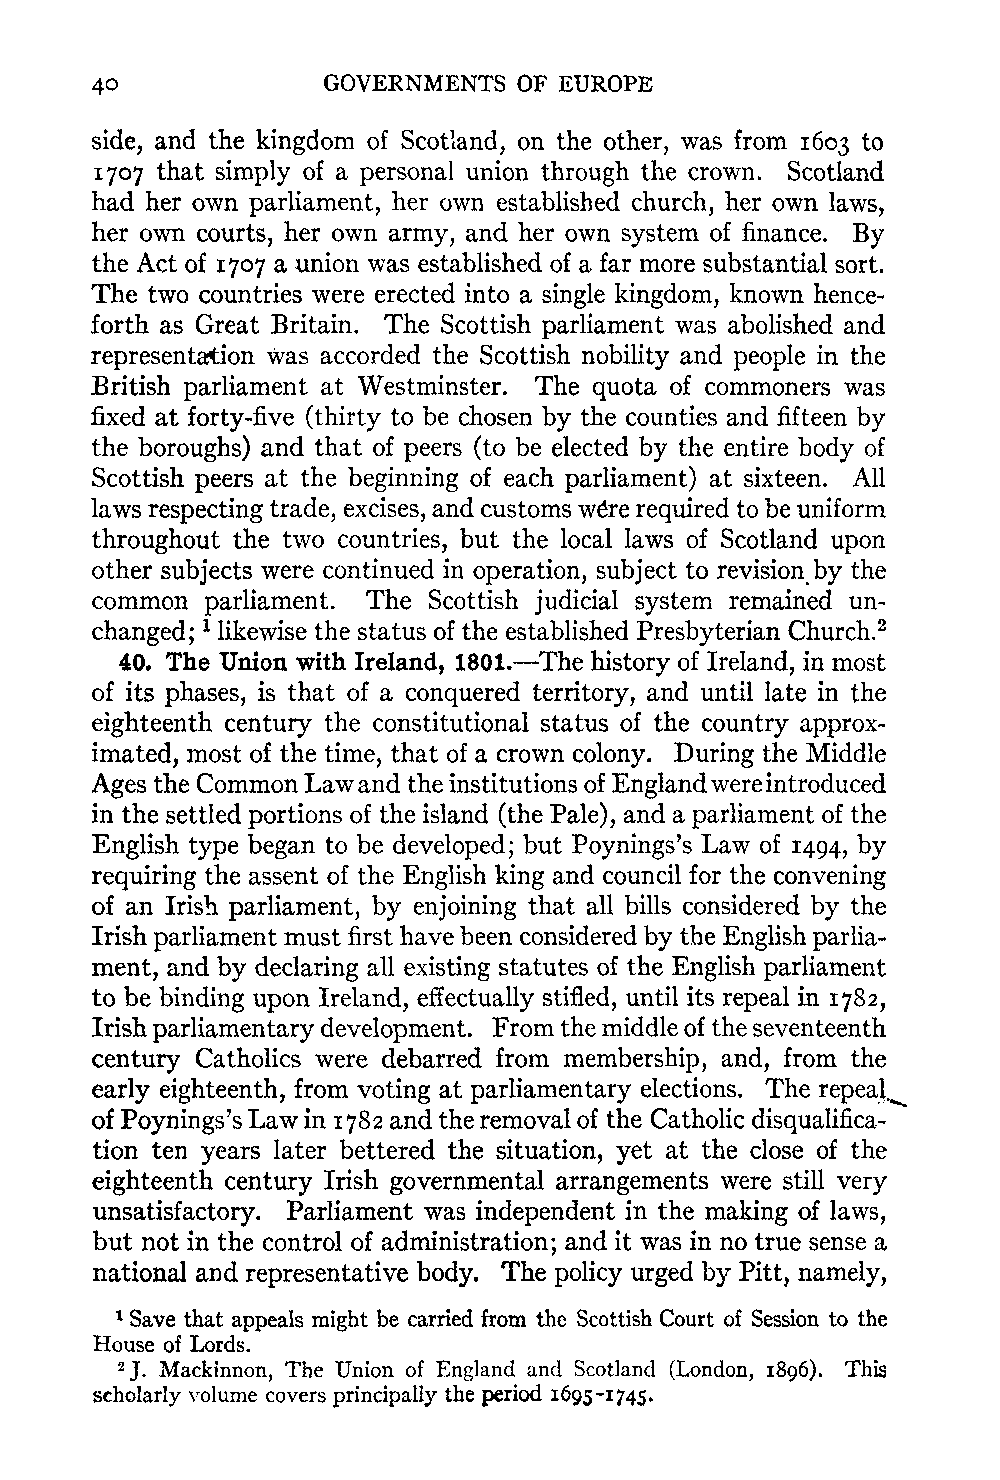 40 GOVERNMENTS OF EUROPE
side, and the kingdom of Scotland, on the other, was from 1603 to
1707 that simply of a personal union through the crown. Scotland
had her own parliament, her own established church, her own laws,
her own courts, her own army, and her own system of finance. By
the Act of 1707 a union was established of a far more substantial sort.
The two countries were erected into a single kingdom, known hence-
forth as Great Britain. The Scottish parliament was abolished and
representation was accorded the Scottish nobility and people in the
British parliament at Westminster. The quota of commoners was
fixed at forty-five (thirty to be chosen by the counties and fifteen by
the boroughs) and that of peers (to be elected by the entire body of
Scottish peers at the beginning of each parliament) at sixteen. All
laws respecting trade, excises, and customs were required to be uniform
throughout the two countries, but the local laws of Scotland upon
other subjects were continued in operation, subject to revision by the
common parliament. The Scottish judicial system remained un-
changed; ¹ likewise the status of the established Presbyterian Church.²
40. The Union with Ireland, 1801.—The history of Ireland, in most
of its phases, is that of a conquered territory, and until late in the
eighteenth century the constitutional status of the country approx-
imated, most of the time, that of a crown colony. During the Middle
Ages the Common Law and the institutions of England were introduced
in the settled portions of the island (the Pale), and a parliament of the
English type began to be developed; but Poynings's Law of 1494, by
requiring the assent of the English king and council for the convening
of an Irish parliament, by enjoining that all bills considered by the
Irish parliament must first have been considered by the English parlia-
ment, and by declaring all existing statutes of the English parliament
to be binding upon Ireland, effectually stifled, until its repeal in 1782,
Irish parliamentary development. From the middle of the seventeenth
century Catholics were debarred from membership, and, from the
early eighteenth, from voting at parliamentary elections. The repeal
of Poynings's Law in 1782 and the removal of the Catholic disqualifica-
tion ten years later bettered the situation, yet at the close of the
eighteenth century Irish governmental arrangements were still very
unsatisfactory. Parliament was independent in the making of laws,
but not in the control of administration; and it was in no true sense a
national and representative body. The policy urged by Pitt, namely,
¹ Save that appeals might be carried from the Scottish Court of Session to the
House of Lords.
² J. Mackinnon, The Union of England and Scotland (London, 1896). This
scholarly volume covers principally the period 1695-1745.